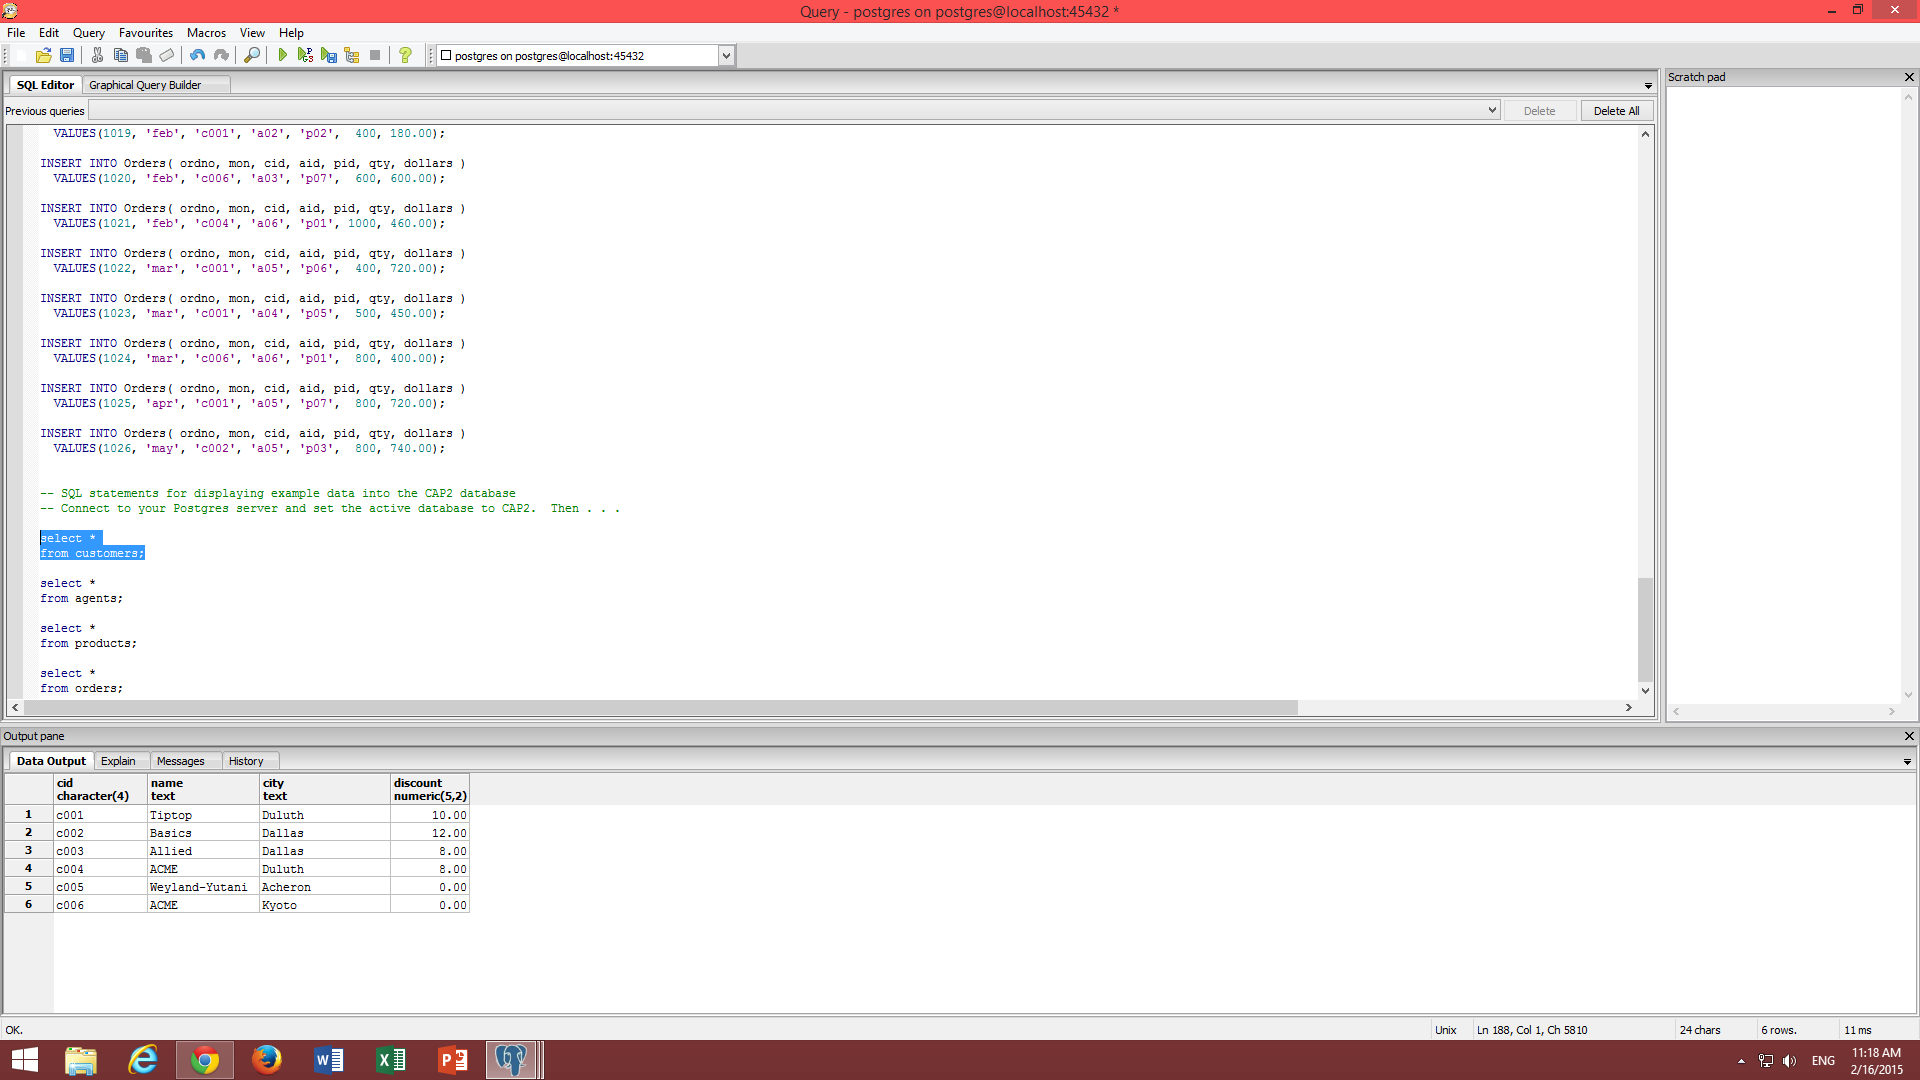 Query - postgres on postgres@localhost:45432 *
File Edit Query Favourites Macros View Help
postgres on postgres@localhost:45432
SQL Editor Graphical Query Builder
Scratch pad
Previous queries Delete Delete All
VALUES(1019, 'feb', 'c001', 'a02', 'p02',  400, 180.00);
INSERT INTO Orders( ordno, mon, cid, aid, pid, qty, dollars )
VALUES(1020, 'feb', 'c006', 'a03', 'p07',  600, 600.00);
INSERT INTO Orders( ordno, mon, cid, aid, pid, qty, dollars )
VALUES(1021, 'feb', 'c004', 'a06', 'p01', 1000, 460.00);
INSERT INTO Orders( ordno, mon, cid, aid, pid, qty, dollars )
VALUES(1022, 'mar', 'c001', 'a05', 'p06',  400, 720.00);
INSERT INTO Orders( ordno, mon, cid, aid, pid, qty, dollars )
VALUES(1023, 'mar', 'c001', 'a04', 'p05',  500, 450.00);
INSERT INTO Orders( ordno, mon, cid, aid, pid, qty, dollars )
VALUES(1024, 'mar', 'c006', 'a06', 'p01',  800, 400.00);
INSERT INTO Orders( ordno, mon, cid, aid, pid, qty, dollars )
VALUES(1025, 'apr', 'c001', 'a05', 'p07',  800, 720.00);
INSERT INTO Orders( ordno, mon, cid, aid, pid, qty, dollars )
VALUES(1026, 'may', 'c002', 'a05', 'p03',  800, 740.00);
-- SQL statements for displaying example data into the CAP2 database
-- Connect to your Postgres server and set the active database to CAP2.  Then . . .
select *
from customers;
select *
from agents;
select *
from products;
select *
from orders;
Output pane
Data Output Explain Messages History
cid name city discount
character(4) text text numeric(5,2)
1 c001 Tiptop Duluth 10.00
2 c002 Basics Dallas 12.00
3 c003 Allied Dallas 8.00
4 c004 ACME Duluth 8.00
5 c005 Weyland-Yutani Acheron 0.00
6 c006 ACME Kyoto 0.00
OK. Unix Ln 188, Col 1, Ch 5810 24 chars 6 rows. 11 ms
ENG 11:18 AM
2/16/2015